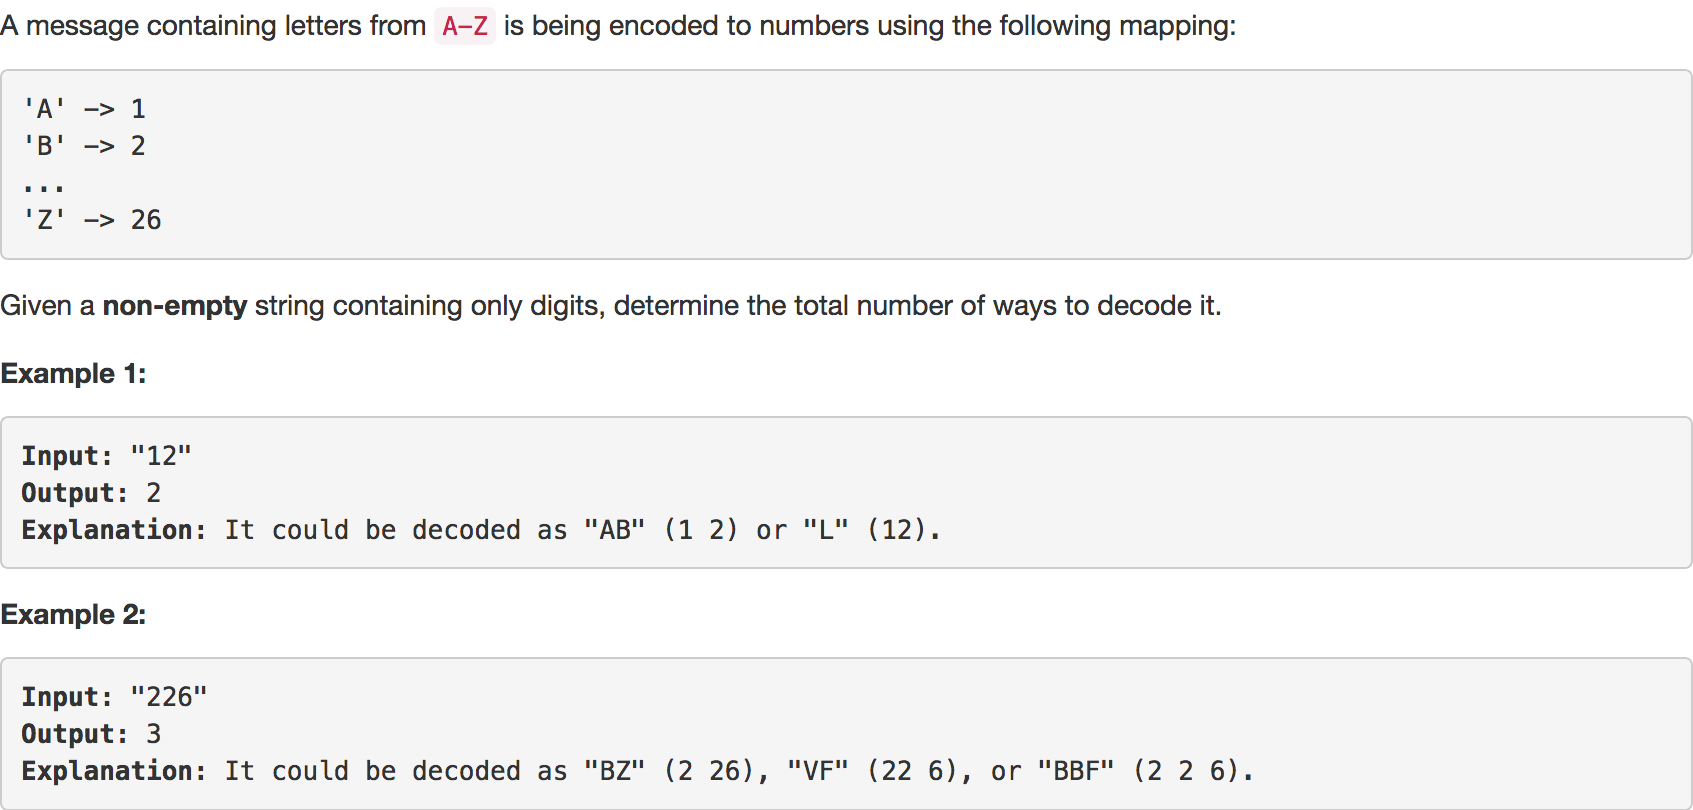 A message containing letters from A-Z is being encoded to numbers using the following mapping:
'A' -> 1
'B' -> 2
...
'Z' -> 26
Given a non-empty string containing only digits, determine the total number of ways to decode it.
Example 1:
Input: "12"
Output: 2
Explanation: It could be decoded as "AB" (1 2) or "L" (12).
Example 2:
Input: "226"
Output: 3
Explanation: It could be decoded as "BZ" (2 26), "VF" (22 6), or "BBF" (2 2 6).